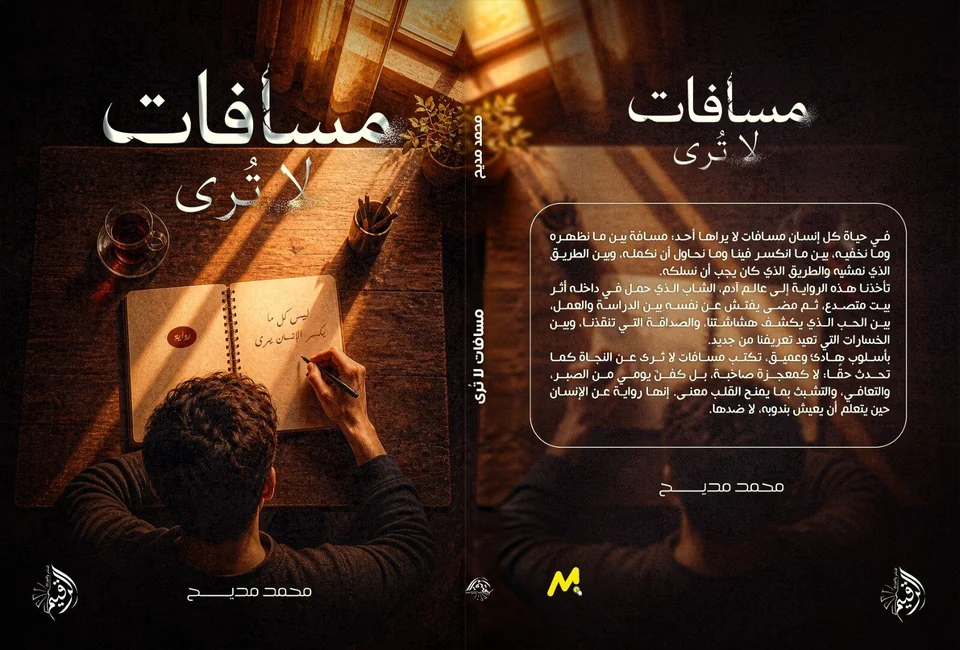 مسافات
لا تُرى
ليس كل ما
ينكسر الإنسان يرى
رواية
محمد مديح
الرقيم
محمد مديح
مسافات لا تُرى
مسافات
لا تُرى
في حياة كل إنسان مسافات لا يراها أحد: مسافة بين ما نظهره
وما نخفيه، بين ما انكسر فينا وما نحاول أن نكمله، وبين الطريق
الذي نمشيه والطريق الذي كان يجب أن نسلكه.
تأخذنا هذه الرواية إلى عالم آدم، الشاب الذي حمل في داخله أثر
بيت متصدع، ثم مضى يفتش عن نفسه بين الدراسة والعمل،
بين الحب الذي يكشف هشاشتنا، والصداقة التي تنقذنا، وبين
الخسارات التي تعيد تعريفنا من جديد.
بأسلوب هادئ وعميق، تكتب مسافات لا تُرى عن النجاة كما
تحدث حقًا: لا كمعجزة صاخبة، بل كفنّ يومي من الصبر،
والتعافي، والتشبث بما يمنح القلب معنى. إنها رواية عن الإنسان
حين يتعلم أن يعيش بندوبه، لا ضدها.
محمد مديح
M
الرقيم